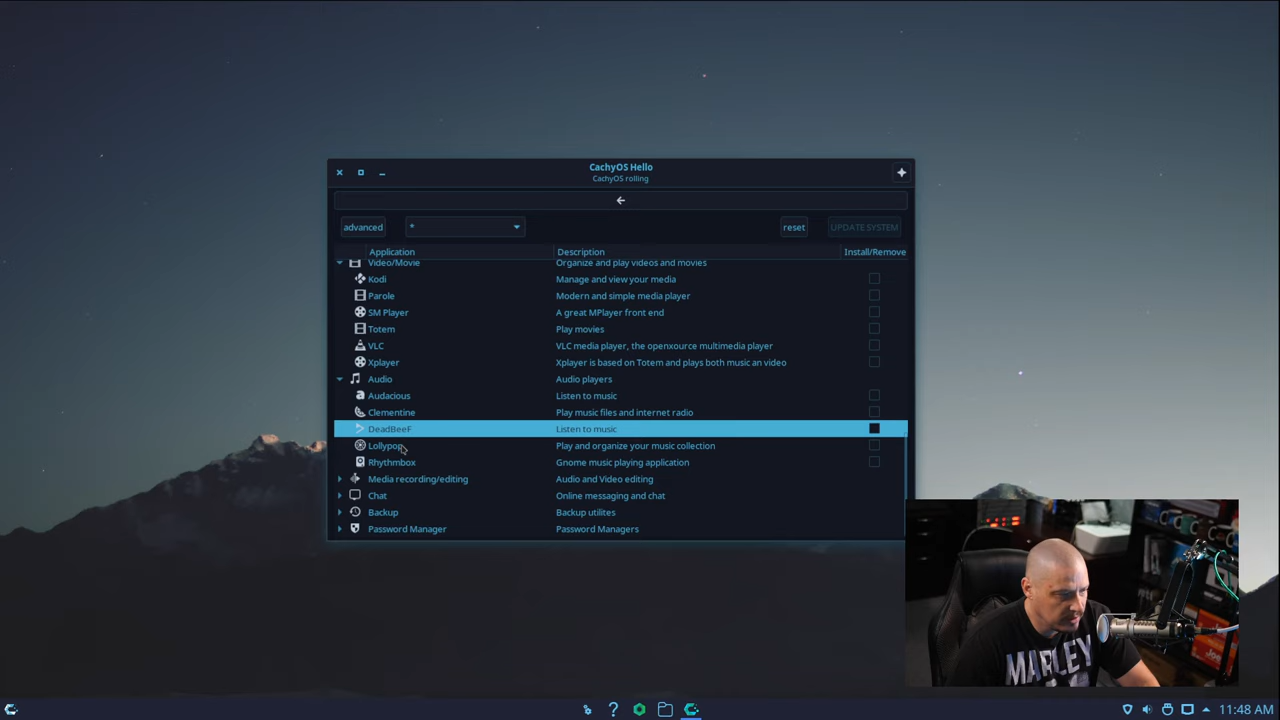 CachyOS Hello
CachyOS rolling
advanced * reset UPDATE SYSTEM
Application Description Install/Remove
Video/Movie Organize and play videos and movies
Kodi Manage and view your media
Parole Modern and simple media player
SM Player A great MPlayer front end
Totem Play movies
VLC VLC media player, the openxource multimedia player
Xplayer Xplayer is based on Totem and plays both music an video
Audio Audio players
Audacious Listen to music
Clementine Play music files and internet radio
DeadBeeF Listen to music
Lollypop Play and organize your music collection
Rhythmbox Gnome music playing application
Media recording/editing Audio and Video editing
Chat Online messaging and chat
Backup Backup utilites
Password Manager Password Managers
MARLEY
11:48 AM